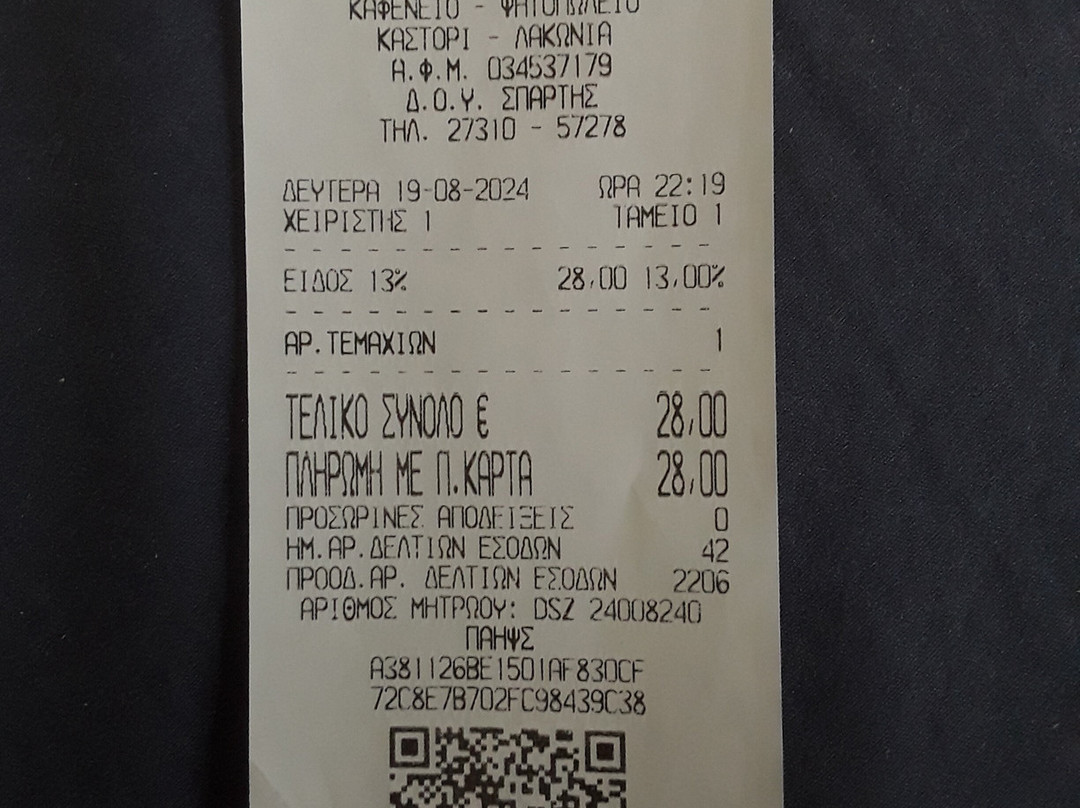 ΚΑΦΕΝΕΙΟ - ΨΗΤΟΠΩΛΕΙΟ
ΚΑΣΤΟΡΙ - ΛΑΚΩΝΙΑ
Α.Φ.Μ. 034537179
Δ.Ο.Υ. ΣΠΑΡΤΗΣ
ΤΗΛ. 27310 - 57278
ΔΕΥΤΕΡΑ 19-08-2024 ΩΡΑ 22:19
ΧΕΙΡΙΣΤΗΣ 1 ΤΑΜΕΙΟ 1
ΕΙΔΟΣ 13% 28,00 13,00%
ΑΡ.ΤΕΜΑΧΙΩΝ 1
ΤΕΛΙΚΟ ΣΥΝΟΛΟ € 28,00
ΠΛΗΡΩΜΗ ΜΕ Π.ΚΑΡΤΑ 28,00
ΠΡΟΣΩΡΙΝΕΣ ΑΠΟΔΕΙΞΕΙΣ 0
ΗΜ.ΑΡ.ΔΕΛΤΙΩΝ ΕΣΟΔΩΝ 42
ΠΡΟΟΔ.ΑΡ. ΔΕΛΤΙΩΝ ΕΣΟΔΩΝ 2206
ΑΡΙΘΜΟΣ ΜΗΤΡΩΟΥ: DSZ 24008240
ΠΑΗΨΣ
A381126BE1501AF830CF
72C8E7B702FC98439C38